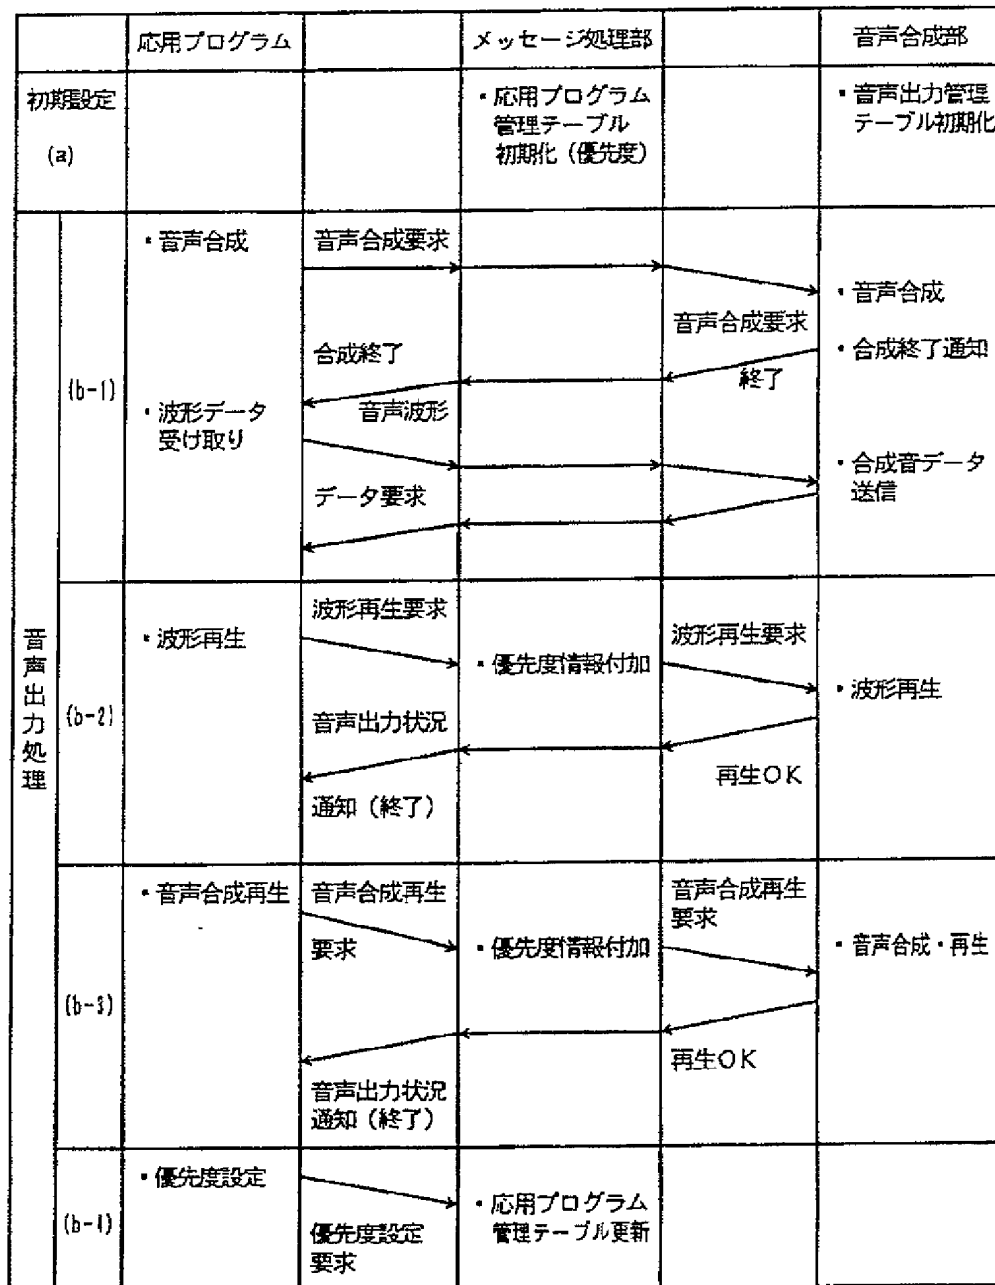 応用プログラム
メッセージ処理部
音声合成部
初期設定
(a)
・応用プログラム
管理テーブル
初期化(優先度)
・音声出力管理
テーブル初期化
音声出力処理
(b-1)
・音声合成
音声合成要求
・音声合成
音声合成要求
・合成終了通知
合成終了
終了
・波形データ
受け取り
音声波形
・合成音データ
送信
データ要求
(b-2)
・波形再生
波形再生要求
・優先度情報付加
波形再生要求
・波形再生
音声出力状況
再生OK
通知(終了)
(b-3)
・音声合成再生
音声合成再生
要求
・優先度情報付加
音声合成再生
要求
・音声合成・再生
再生OK
音声出力状況
通知(終了)
(b-4)
・優先度設定
優先度設定
要求
・応用プログラム
管理テーブル更新